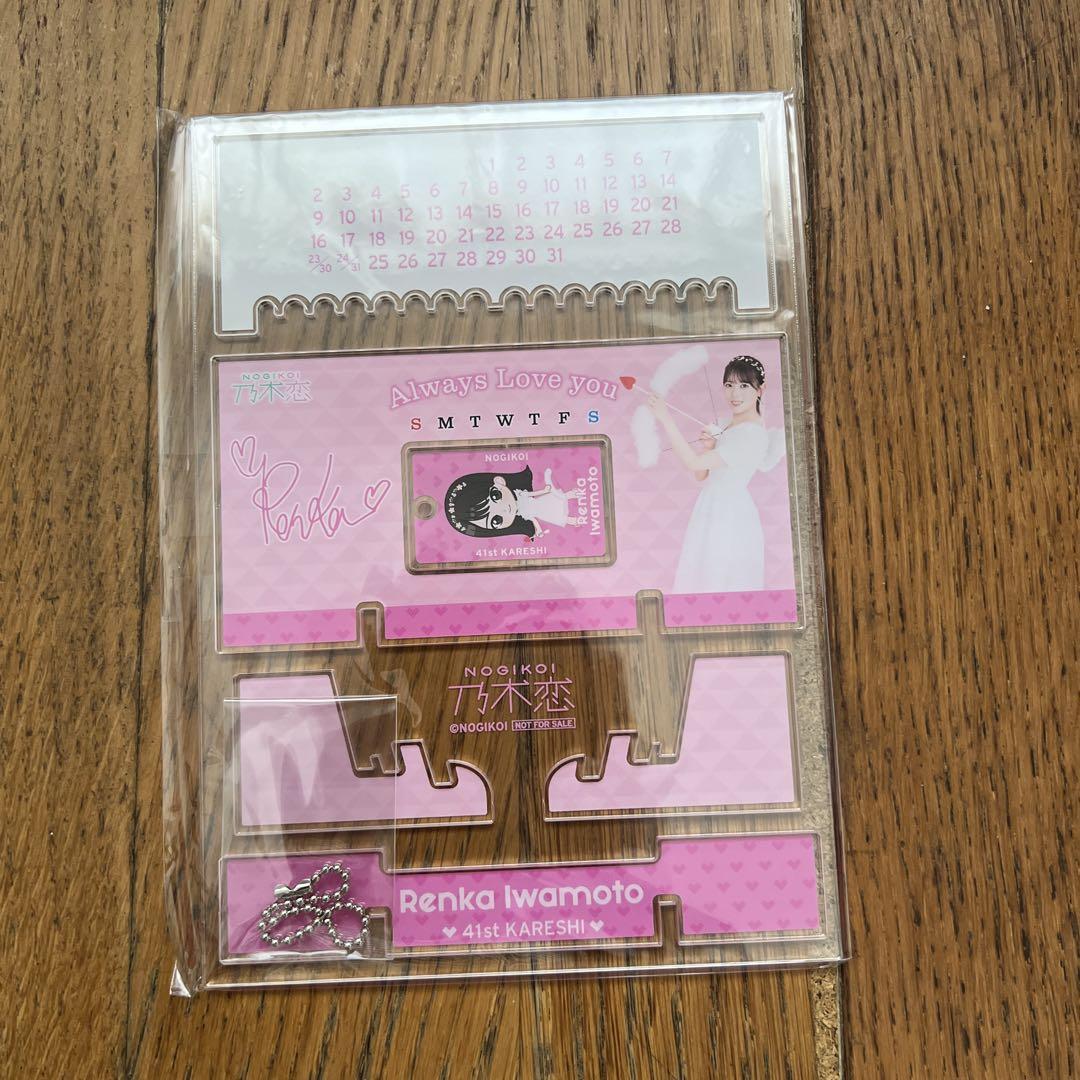 1 2 3 4 5 6 7
2 3 4 5 6 7 8 9 10 11 12 13 14
9 10 11 12 13 14 15 16 17 18 19 20 21
16 17 18 19 20 21 22 23 24 25 26 27 28
23/30 24/31 25 26 27 28 29 30 31
NOGIKOI
乃木恋
Always Love you
S M T W T F S
Renka
NOGIKOI
Renka
Iwamoto
41st KARESHI
NOGIKOI
乃木恋
©NOGIKOI NOT FOR SALE
Renka Iwamoto
41st KARESHI